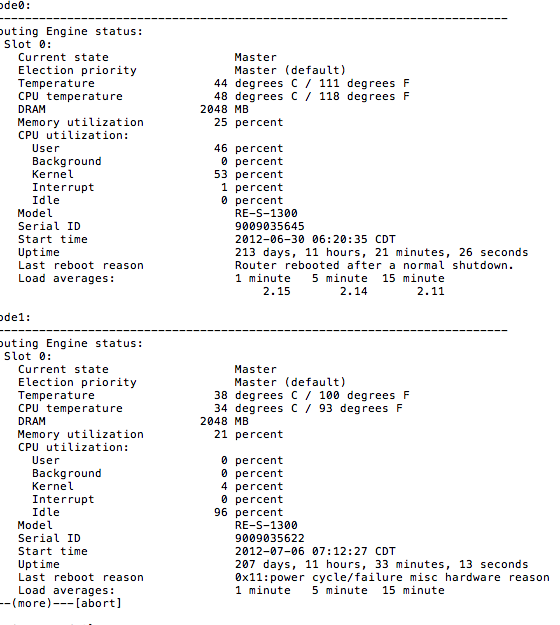 ode0:
--------------------------------------------------------------------------
outing Engine status:
Slot 0:
Current state Master
Election priority Master (default)
Temperature 44 degrees C / 111 degrees F
CPU temperature 48 degrees C / 118 degrees F
DRAM 2048 MB
Memory utilization 25 percent
CPU utilization:
User 46 percent
Background 0 percent
Kernel 53 percent
Interrupt 1 percent
Idle 0 percent
Model RE-S-1300
Serial ID 9009035645
Start time 2012-06-30 06:20:35 CDT
Uptime 213 days, 11 hours, 21 minutes, 26 seconds
Last reboot reason Router rebooted after a normal shutdown.
Load averages: 1 minute 5 minute 15 minute
2.15 2.14 2.11
ode1:
--------------------------------------------------------------------------
outing Engine status:
Slot 0:
Current state Master
Election priority Master (default)
Temperature 38 degrees C / 100 degrees F
CPU temperature 34 degrees C / 93 degrees F
DRAM 2048 MB
Memory utilization 21 percent
CPU utilization:
User 0 percent
Background 0 percent
Kernel 4 percent
Interrupt 0 percent
Idle 96 percent
Model RE-S-1300
Serial ID 9009035622
Start time 2012-07-06 07:12:27 CDT
Uptime 207 days, 11 hours, 33 minutes, 13 seconds
Last reboot reason 0x11:power cycle/failure misc hardware reason
Load averages: 1 minute 5 minute 15 minute
--(more)---[abort]